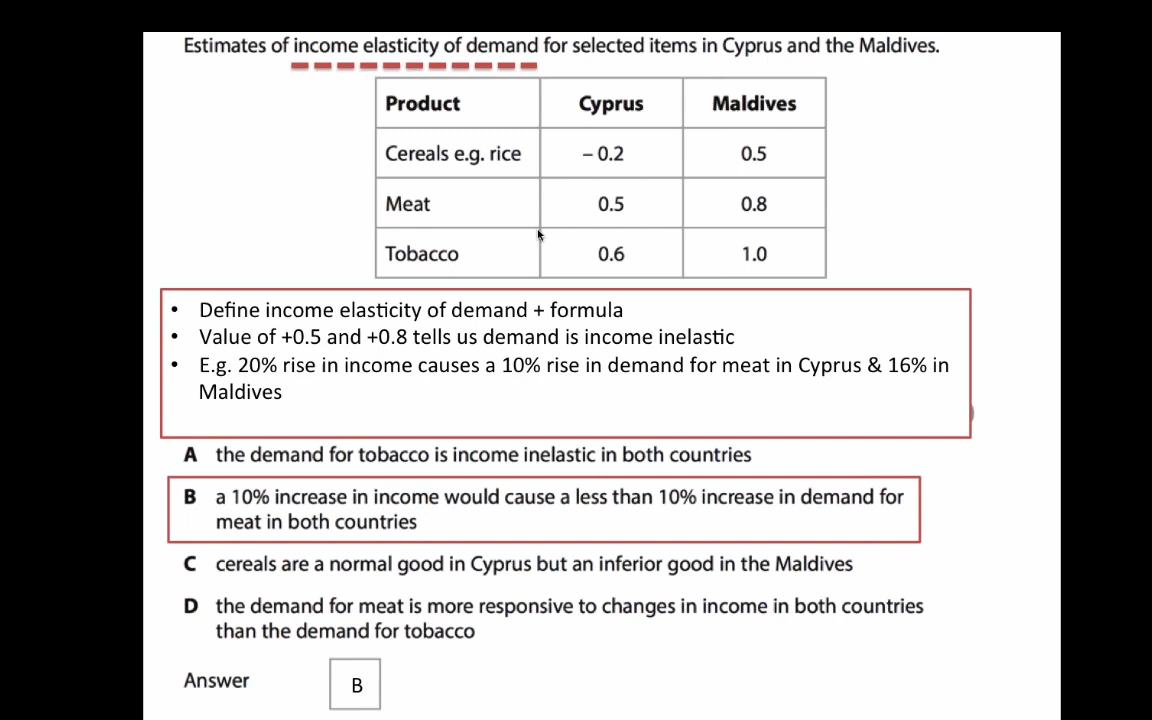 Estimates of income elasticity of demand for selected items in Cyprus and the Maldives.
Product Cyprus Maldives
Cereals e.g. rice – 0.2 0.5
Meat 0.5 0.8
Tobacco 0.6 1.0
• Define income elasticity of demand + formula
• Value of +0.5 and +0.8 tells us demand is income inelastic
• E.g. 20% rise in income causes a 10% rise in demand for meat in Cyprus & 16% in
Maldives
A the demand for tobacco is income inelastic in both countries
B a 10% increase in income would cause a less than 10% increase in demand for
meat in both countries
C cereals are a normal good in Cyprus but an inferior good in the Maldives
D the demand for meat is more responsive to changes in income in both countries
than the demand for tobacco
Answer B